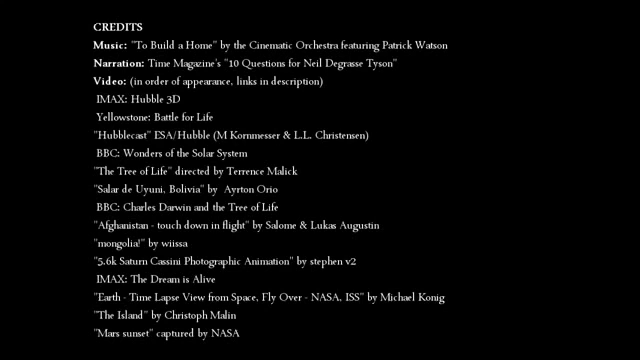 CREDITS
Music: "To Build a Home" by the Cinematic Orchestra featuring Patrick Watson
Narration: Time Magazine's "10 Questions for Neil Degrasse Tyson"
Video: (in order of appearance, links in description)
IMAX: Hubble 3D
Yellowstone: Battle for Life
"Hubblecast" ESA/Hubble (M Kornmesser & L.L. Christensen)
BBC: Wonders of the Solar System
"The Tree of Life" directed by Terrence Malick
"Salar de Uyuni, Bolivia" by Ayrton Orio
BBC: Charles Darwin and the Tree of Life
"Afghanistan - touch down in flight" by Salome & Lukas Augustin
"mongolia!" by wiissa
"5.6k Saturn Cassini Photographic Animation" by stephen v2
IMAX: The Dream is Alive
"Earth - Time Lapse View from Space, Fly Over - NASA, ISS" by Michael Konig
"The Island" by Christoph Malin
"Mars sunset" captured by NASA